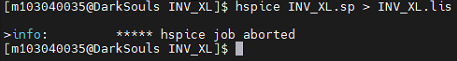 [m103040035@DarkSouls INV_XL]$ hspice INV_XL.sp > INV_XL.lis
>info:         ***** hspice job aborted
[m103040035@DarkSouls INV_XL]$